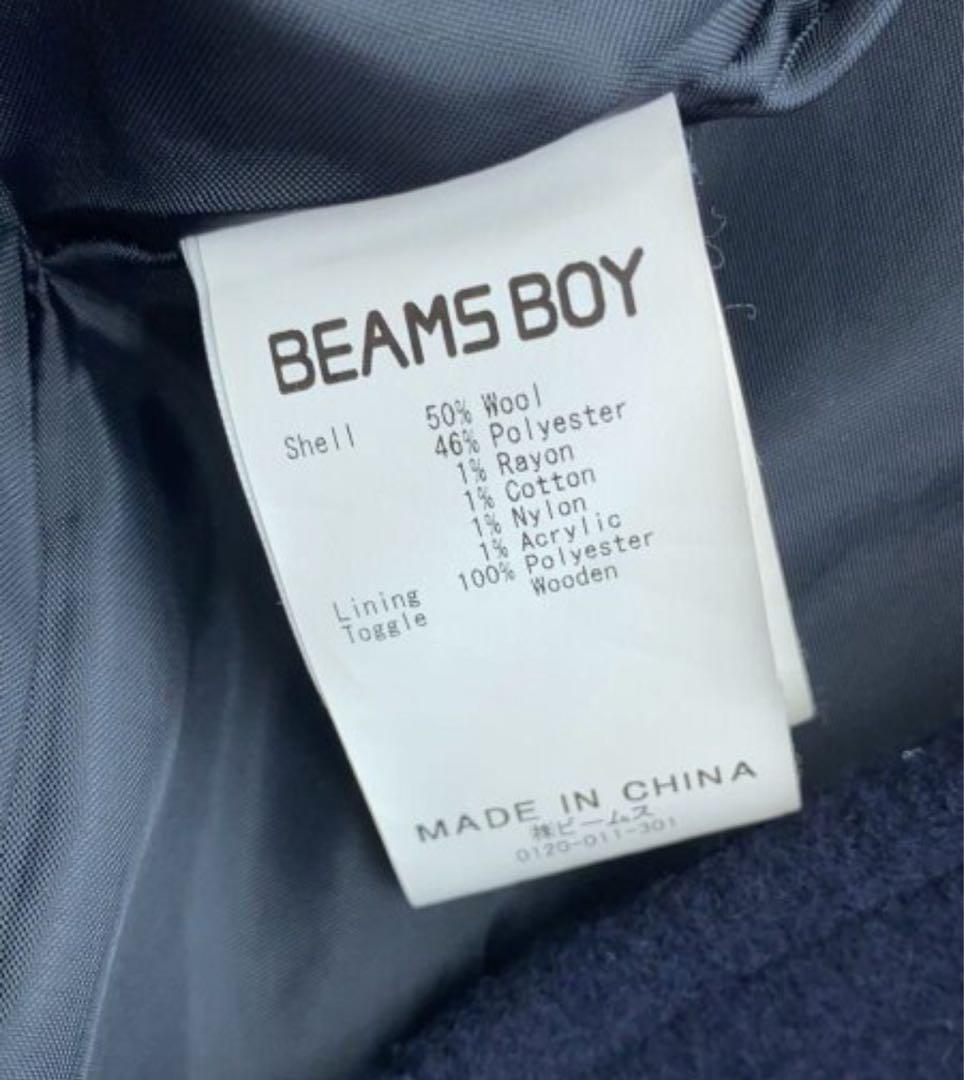 BEAMS BOY
Shell 50% Wool
46% Polyester
1% Rayon
1% Cotton
1% Nylon
1% Acrylic
Lining 100% Polyester
Toggle Wooden
MADE IN CHINA
㈱ビームス
0120-011-301